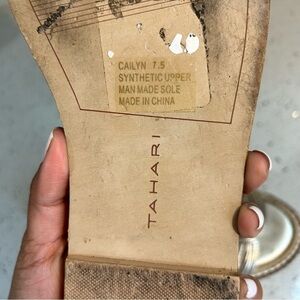 CAILYN 7.5
SYNTHETIC UPPER
MAN MADE SOLE
MADE IN CHINA
TAHARI